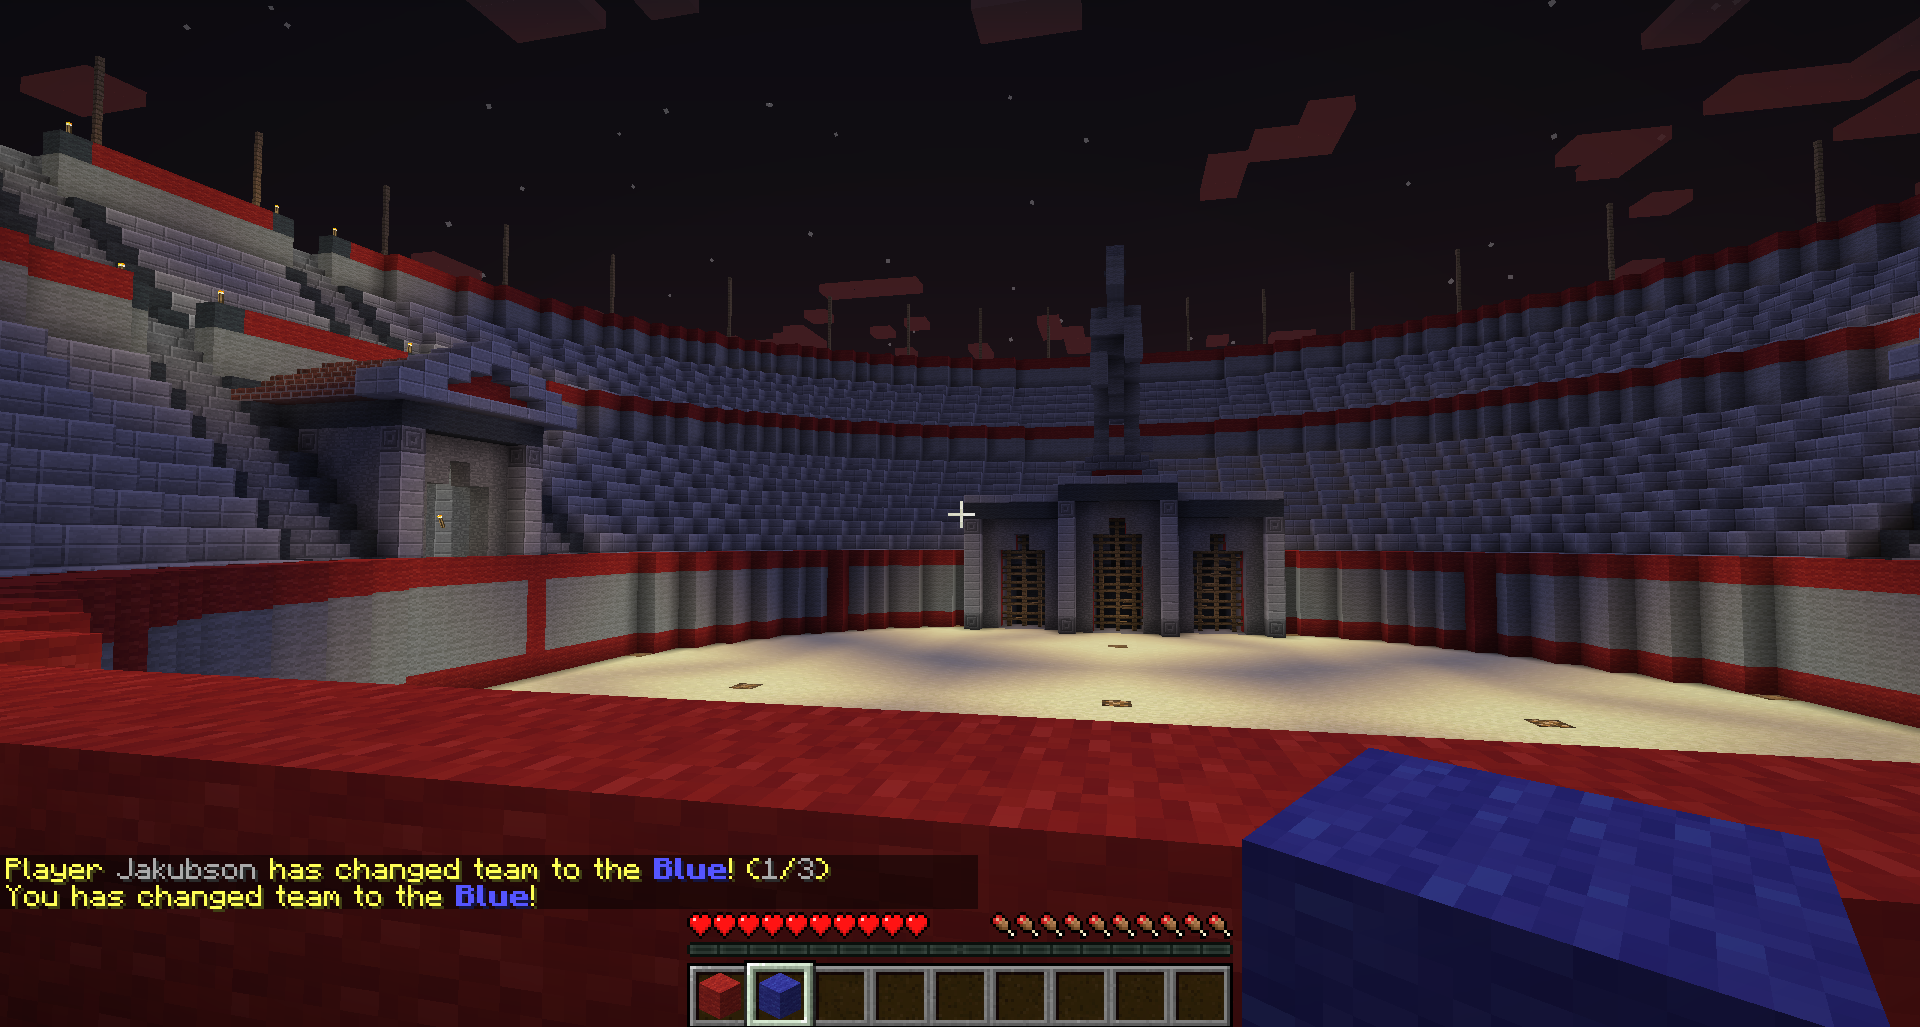 Player Jakubson has changed team to the Blue! (1/3)
You has changed team to the Blue!